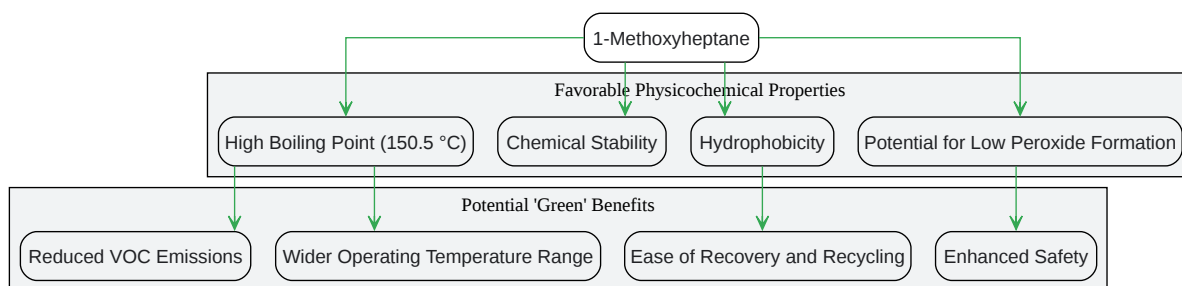 1-Methoxyheptane
Favorable Physicochemical Properties
High Boiling Point (150.5 °C)
Chemical Stability
Hydrophobicity
Potential for Low Peroxide Formation
Potential 'Green' Benefits
Reduced VOC Emissions
Wider Operating Temperature Range
Ease of Recovery and Recycling
Enhanced Safety